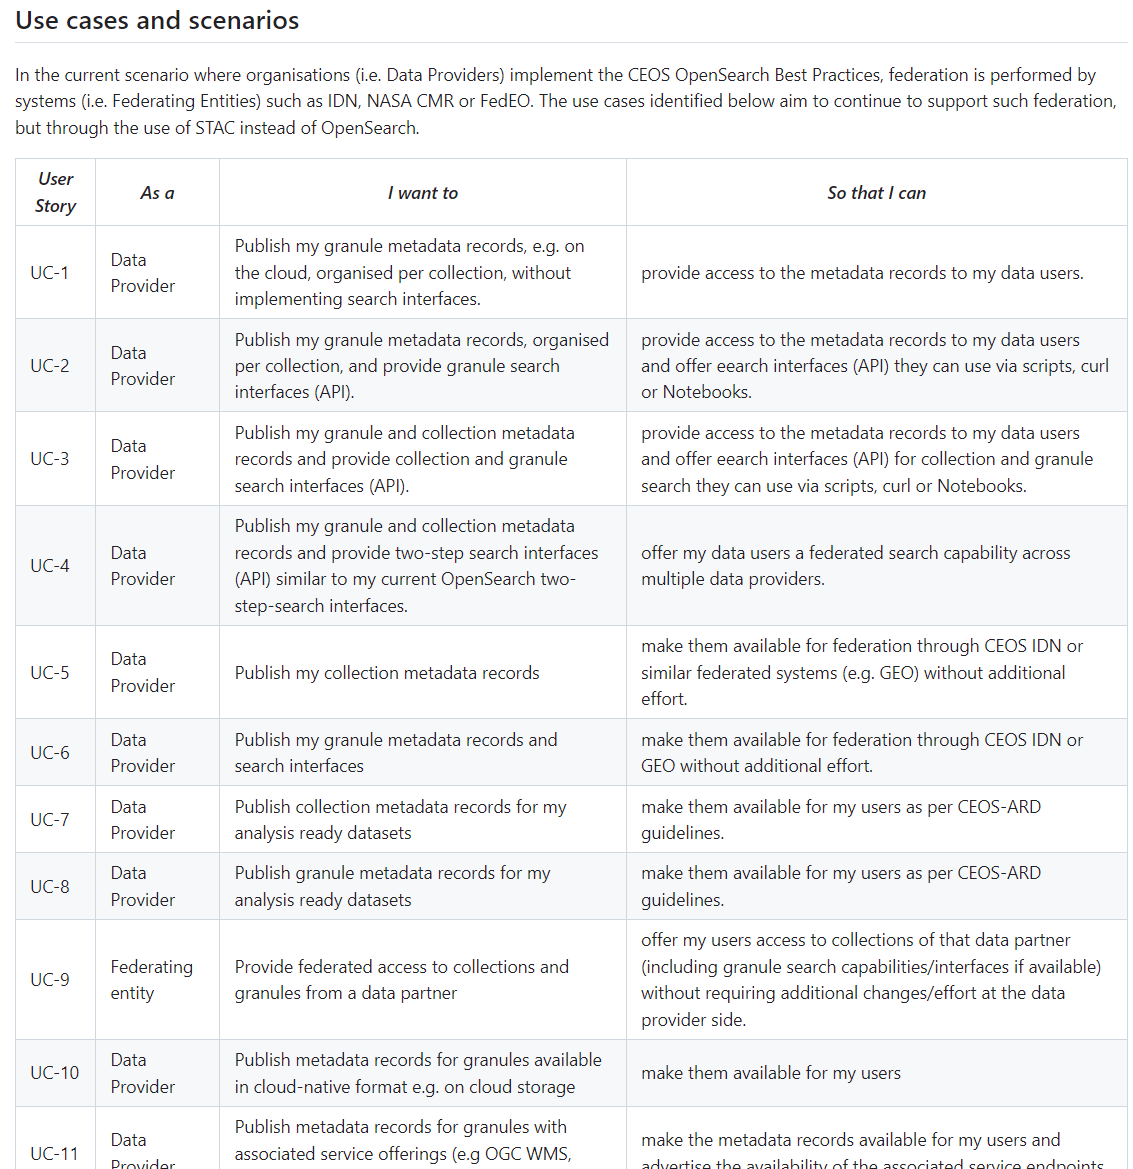 Use cases and scenarios
In the current scenario where organisations (i.e. Data Providers) implement the CEOS OpenSearch Best Practices, federation is performed by
systems (i.e. Federating Entities) such as IDN, NASA CMR or FedEO. The use cases identified below aim to continue to support such federation,
but through the use of STAC instead of OpenSearch.
User
Story
As a
I want to
So that I can
UC-1
Data
Provider
Publish my granule metadata records, e.g. on
the cloud, organised per collection, without
implementing search interfaces.
provide access to the metadata records to my data users.
UC-2
Data
Provider
Publish my granule metadata records, organised
per collection, and provide granule search
interfaces (API).
provide access to the metadata records to my data users
and offer eearch interfaces (API) they can use via scripts, curl
or Notebooks.
UC-3
Data
Provider
Publish my granule and collection metadata
records and provide collection and granule
search interfaces (API).
provide access to the metadata records to my data users
and offer eearch interfaces (API) for collection and granule
search they can use via scripts, curl or Notebooks.
UC-4
Data
Provider
Publish my granule and collection metadata
records and provide two-step search interfaces
(API) similar to my current OpenSearch two-
step-search interfaces.
offer my data users a federated search capability across
multiple data providers.
UC-5
Data
Provider
Publish my collection metadata records
make them available for federation through CEOS IDN or
similar federated systems (e.g. GEO) without additional
effort.
UC-6
Data
Provider
Publish my granule metadata records and
search interfaces
make them available for federation through CEOS IDN or
GEO without additional effort.
UC-7
Data
Provider
Publish collection metadata records for my
analysis ready datasets
make them available for my users as per CEOS-ARD
guidelines.
UC-8
Data
Provider
Publish granule metadata records for my
analysis ready datasets
make them available for my users as per CEOS-ARD
guidelines.
UC-9
Federating
entity
Provide federated access to collections and
granules from a data partner
offer my users access to collections of that data partner
(including granule search capabilities/interfaces if available)
without requiring additional changes/effort at the data
provider side.
UC-10
Data
Provider
Publish metadata records for granules available
in cloud-native format e.g. on cloud storage
make them available for my users
UC-11
Data
Provider
Publish metadata records for granules with
associated service offerings (e.g OGC WMS,
make the metadata records available for my users and
advertise the availability of the associated service endpoints